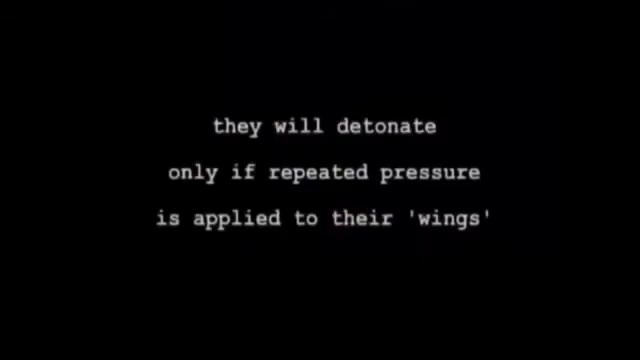 they will detonate
only if repeated pressure
is applied to their 'wings'